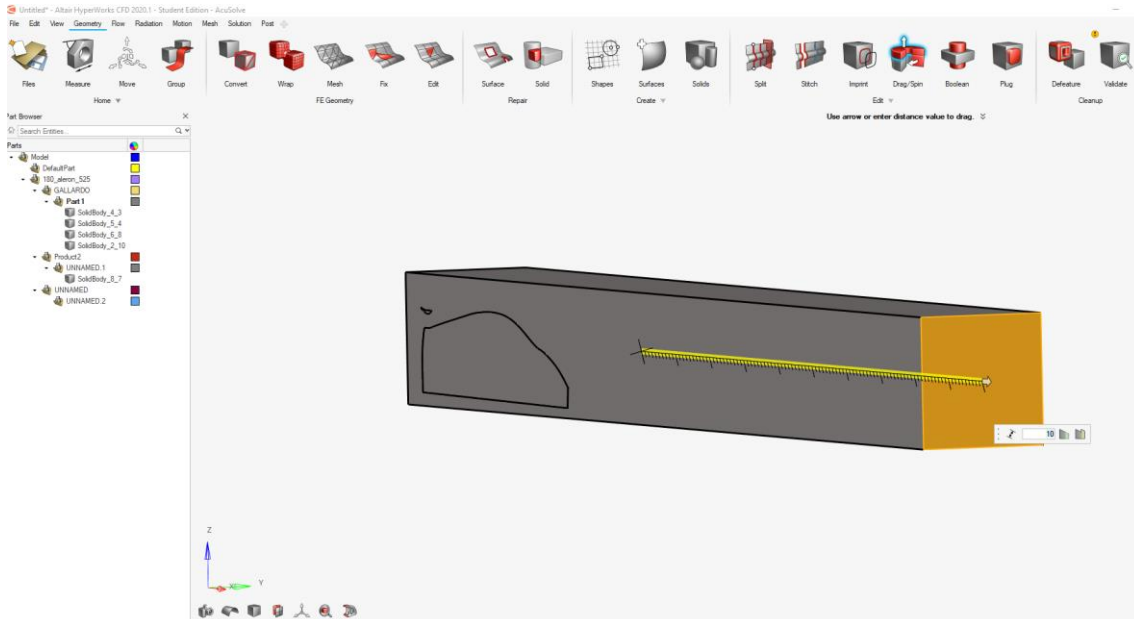 Untitled* - Altair HyperWorks CFD 2020.1 - Student Edition - AcuSolve
File Edit View Geometry Flow Radiation Motion Mesh Solution Post
Files Measure Move Group Convert Wrap Mesh Fix Edit Surface Solid Shapes Surfaces Solids Split Stitch Imprint Drag/Spin Boolean Plug Defeature Validate
Home FE Geometry Repair Create Edit Cleanup
Part Browser
Use arrow or enter distance value to drag.
Search Entities...
Parts
Model
DefaultPart
180_aleron_525
GALLARDO
Part1
SolidBody_4_3
SolidBody_5_4
SolidBody_6_8
SolidBody_2_10
Product2
UNNAMED.1
SolidBody_8_7
UNNAMED
UNNAMED.2
10
Z
X Y